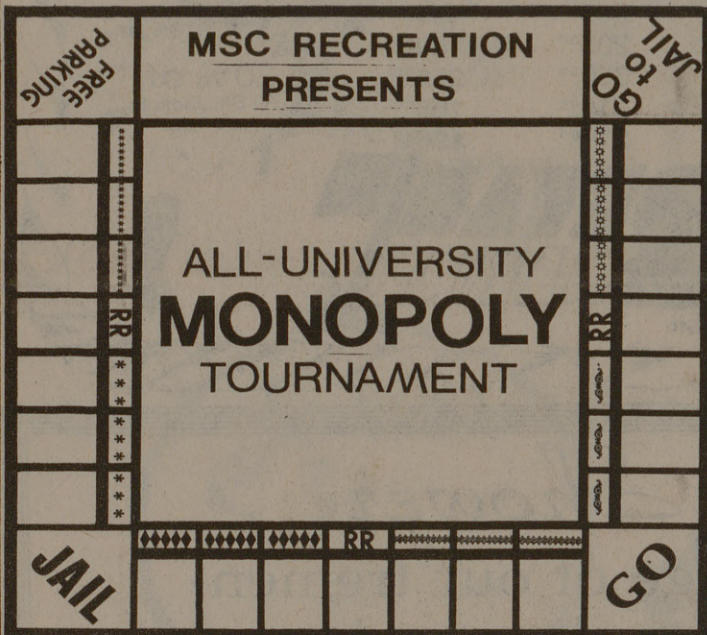 FREE
PARKING
MSC RECREATION
PRESENTS
GO
to
JAIL
ALL-UNIVERSITY
MONOPOLY
TOURNAMENT
RR
RR
RR
JAIL
GO